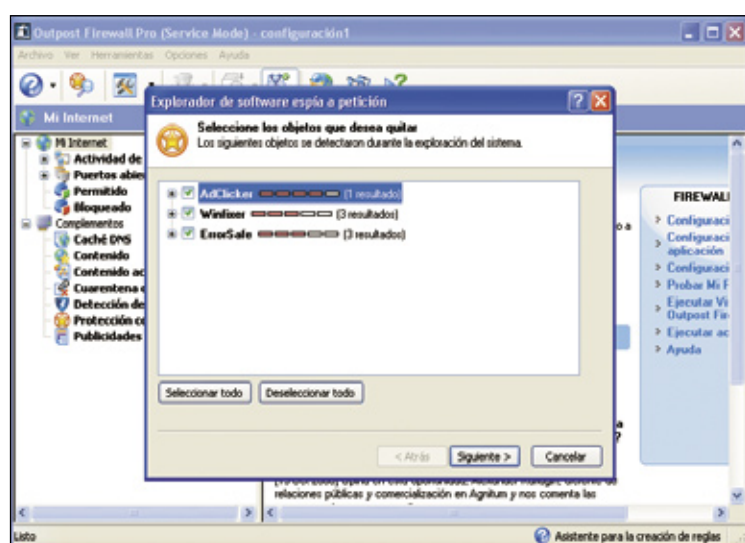 Outpost Firewall Pro (Service Mode) - configuración1
Archivo Ver Herramientas Opciones Ayuda
Mi Internet
Mi Internet
Actividad de
Puertos abie
Permitido
Bloqueado
Complementos
Caché DNS
Contenido
Contenido ac
Cuarentena
Detección de
Protección co
Publicidades
Explorador de software espía a petición
Seleccione los objetos que desea quitar
Los siguientes objetos se detectaron durante la exploración del sistema.
AdClicker (1 resultado)
Winfixer (3 resultados)
ErrorSafe (3 resultados)
Seleccionar todo
Deseleccionar todo
< Atrás
Siguiente >
Cancelar
FIREWALL
Configuraci
Configuraci
aplicación
Configuraci
Probar Mi F
Ejecutar Vi
Outpost Fir
Ejecutar ac
Ayuda
relaciones públicas y comercialización en Agnitum y nos comenta las
Listo
Asistente para la creación de reglas